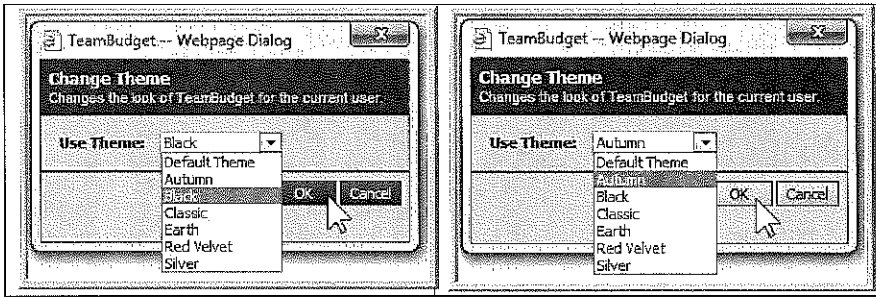 TeamBudget -- Webpage Dialog
Change Theme
Changes the look of TeamBudget for the current user.
Use Theme: Black
Default Theme
Autumn
Black
Classic
Earth
Red Velvet
Silver
OK Cancel
TeamBudget -- Webpage Dialog
Change Theme
Changes the look of TeamBudget for the current user.
Use Theme: Autumn
Default Theme
Autumn
Black
Classic
Earth
Red Velvet
Silver
OK Cancel